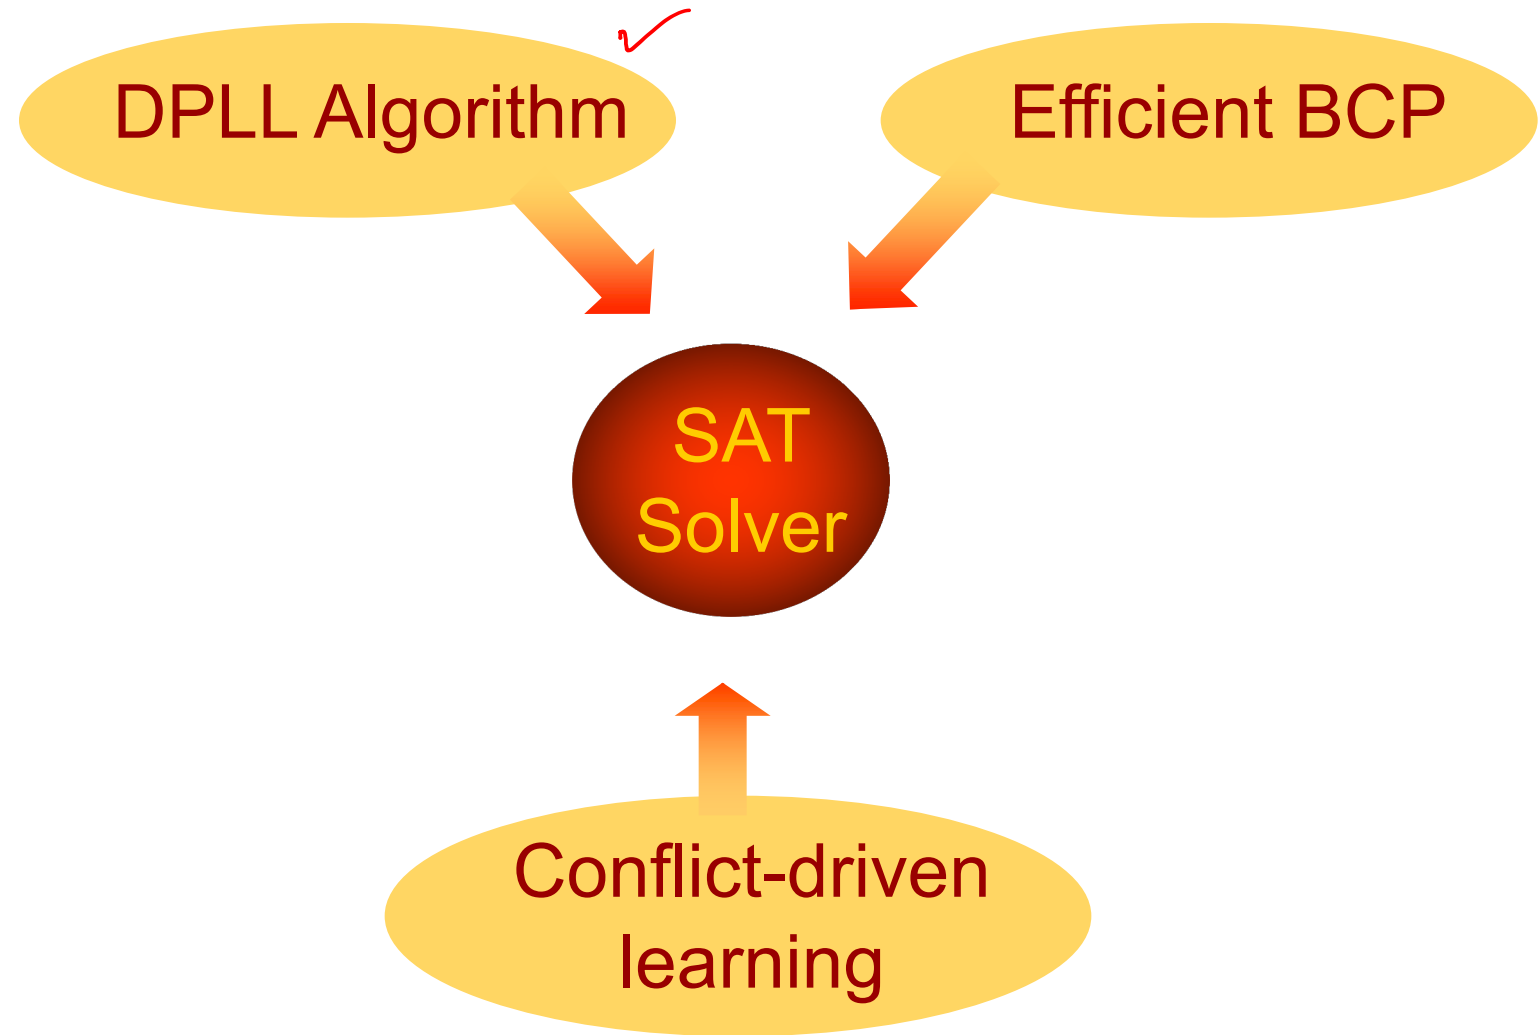 DPLL Algorithm
Efficient BCP
SAT
Solver
Conflict-driven
learning